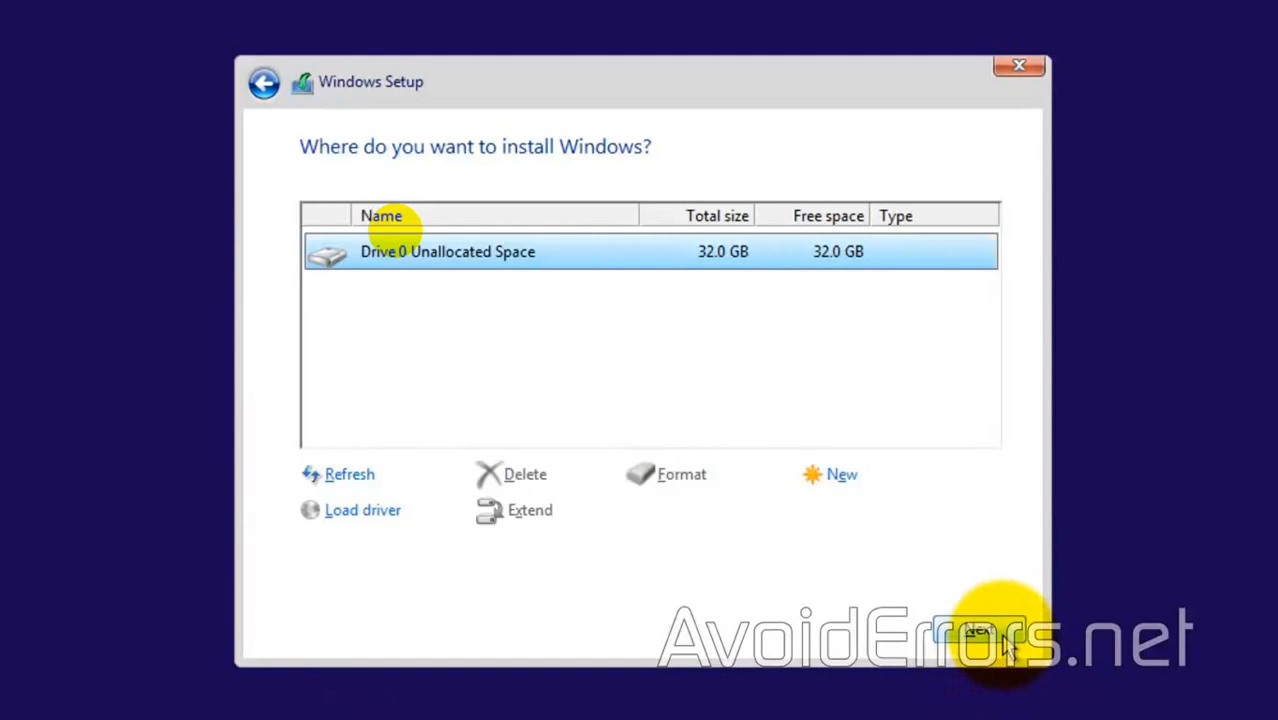 Windows Setup
Where do you want to install Windows?
Name Total size Free space Type
Drive 0 Unallocated Space 32.0 GB 32.0 GB
Refresh Delete Format New
Load driver Extend
Next
AvoidErrors.net